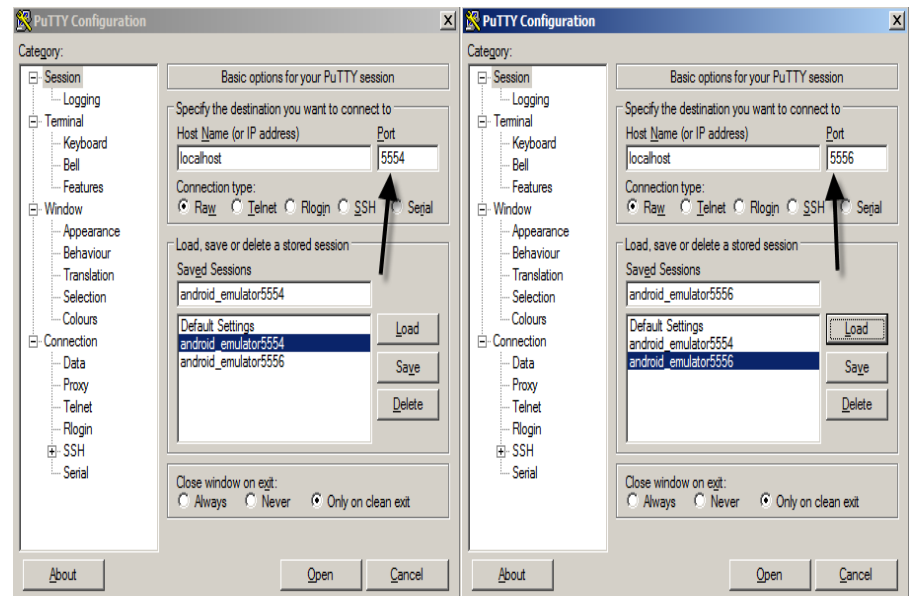 PuTTY Configuration
Category:
Session
Logging
Terminal
Keyboard
Bell
Features
Window
Appearance
Behaviour
Translation
Selection
Colours
Connection
Data
Proxy
Telnet
Rlogin
SSH
Serial
Basic options for your PuTTY session
Specify the destination you want to connect to
Host Name (or IP address) Port
localhost 5554
Connection type:
Raw Telnet Rlogin SSH Serial
Load, save or delete a stored session
Saved Sessions
android_emulator5554
Default Settings
android_emulator5554
android_emulator5556
Load
Save
Delete
Close window on exit:
Always Never Only on clean exit
About Open Cancel
PuTTY Configuration
Category:
Session
Logging
Terminal
Keyboard
Bell
Features
Window
Appearance
Behaviour
Translation
Selection
Colours
Connection
Data
Proxy
Telnet
Rlogin
SSH
Serial
Basic options for your PuTTY session
Specify the destination you want to connect to
Host Name (or IP address) Port
localhost 5556
Connection type:
Raw Telnet Rlogin SSH Serial
Load, save or delete a stored session
Saved Sessions
android_emulator5556
Default Settings
android_emulator5554
android_emulator5556
Load
Save
Delete
Close window on exit:
Always Never Only on clean exit
About Open Cancel